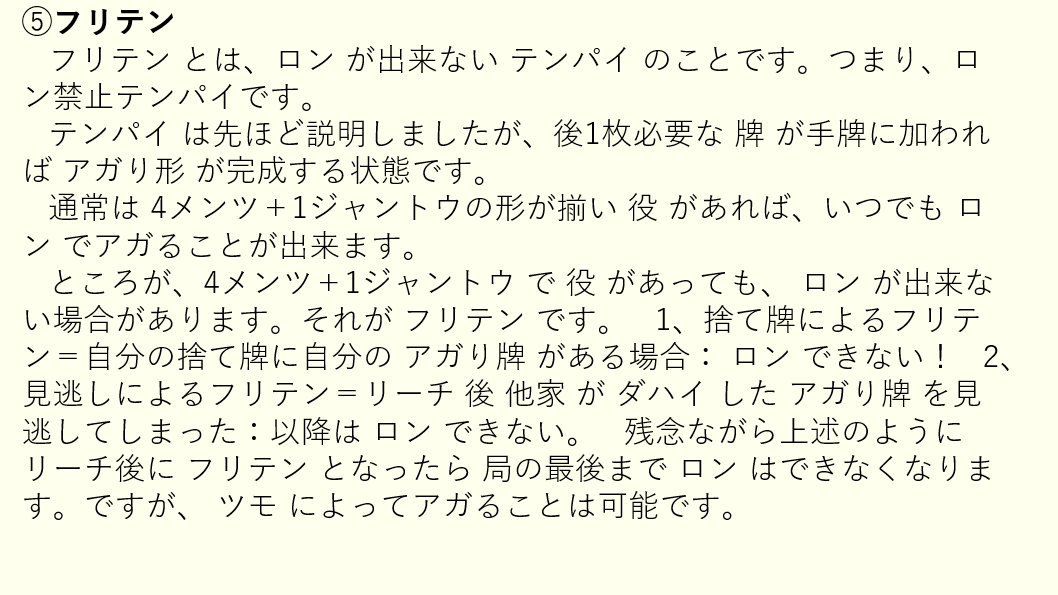 ⑤フリテン
フリテン とは、ロン が出来ない テンパイ のことです。つまり、ロ
ン禁止テンパイです。
テンパイ は先ほど説明しましたが、後1枚必要な 牌 が手牌に加われ
ば アガり形 が完成する状態です。
通常は 4メンツ＋1ジャントウの形が揃い 役 があれば、いつでも ロ
ン でアガることが出来ます。
ところが、4メンツ＋1ジャントウ で 役 があっても、 ロン が出来な
い場合があります。それが フリテン です。　1、捨て牌によるフリテ
ン＝自分の捨て牌に自分の アガり牌 がある場合： ロン できない！　2、
見逃しによるフリテン＝リーチ 後 他家 が ダハイ した アガり牌 を見
逃してしまった：以降は ロン できない。　残念ながら上述のように
リーチ後に フリテン となったら 局の最後まで ロン はできなくなりま
す。ですが、 ツモ によってアガることは可能です。